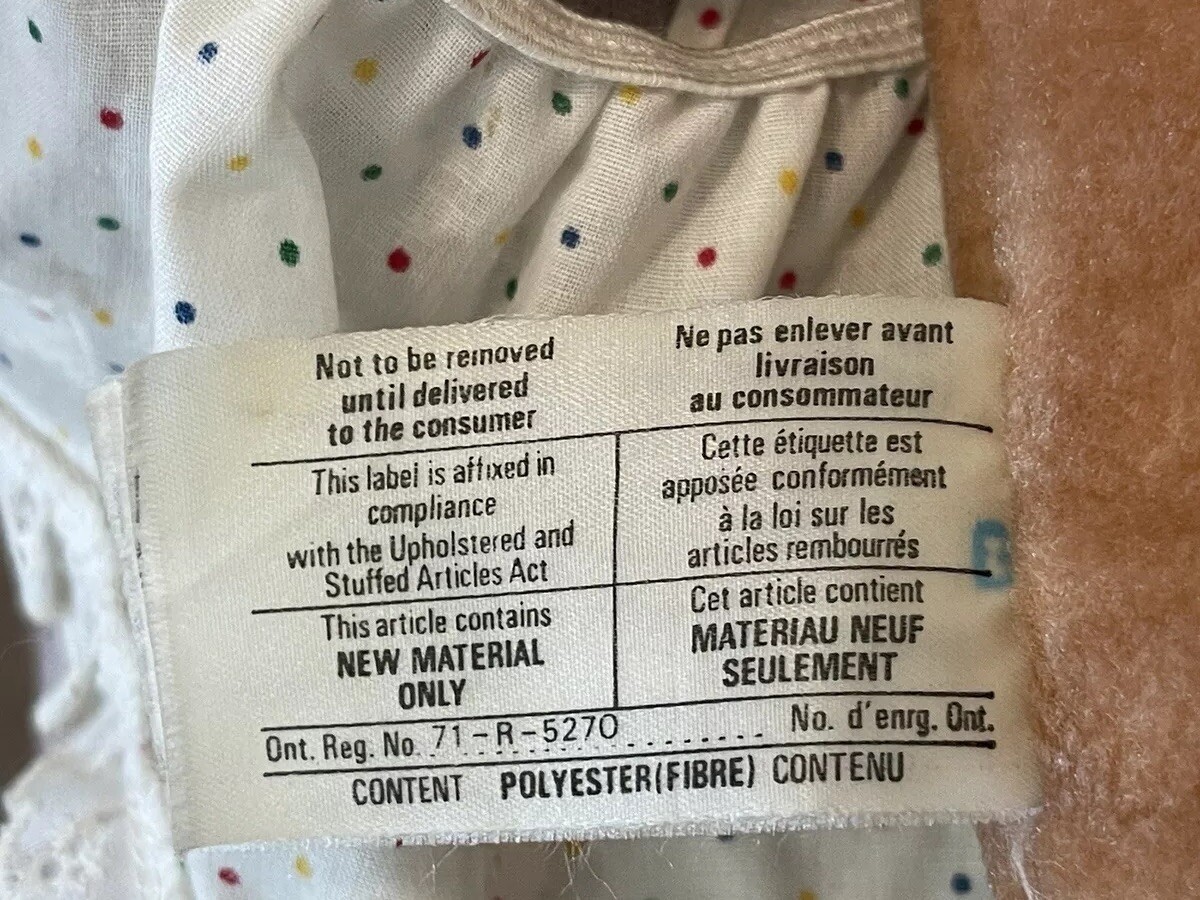 Not to be removed
until delivered
to the consumer
Ne pas enlever avant
livraison
au consommateur
This label is affixed in
compliance
with the Upholstered and
Stuffed Articles Act
Cette étiquette est
apposée conformément
à la loi sur les
articles rembourrés
This article contains
NEW MATERIAL
ONLY
Cet article contient
MATERIAU NEUF
SEULEMENT
Ont. Reg. No. 71-R-5270 ........ No. d'enrg. Ont.
CONTENT POLYESTER(FIBRE) CONTENU